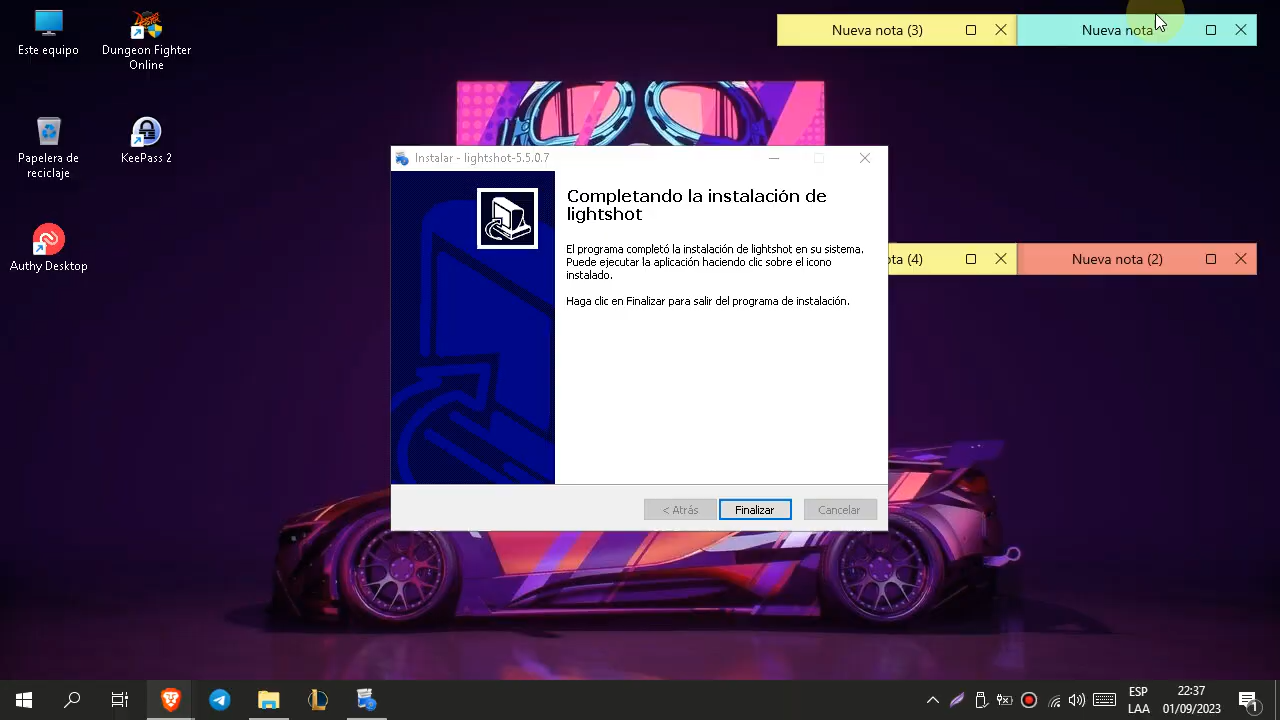 Este equipo
Dungeon Fighter
Online
Papelera de
reciclaje
KeePass 2
Authy Desktop
Nueva nota (3)
Nueva nota
Nueva nota (2)
ota (4)
Instalar - lightshot-5.5.0.7
Completando la instalación de
lightshot
El programa completó la instalación de lightshot en su sistema.
Puede ejecutar la aplicación haciendo clic sobre el icono
instalado.
Haga clic en Finalizar para salir del programa de instalación.
< Atrás
Finalizar
Cancelar
ESP
LAA
22:37
01/09/2023
1